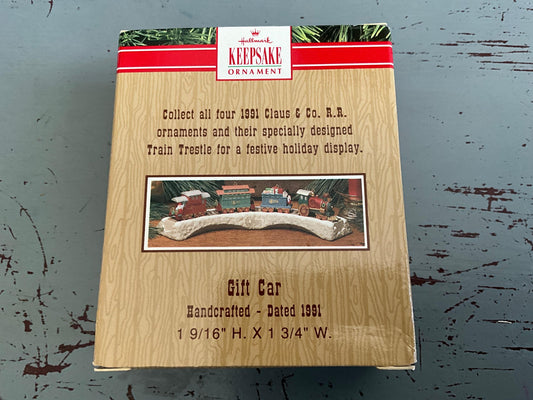 Hallmark
KEEPSAKE
ORNAMENT
Collect all four 1991 Claus & Co. R.R.
ornaments and their specially designed
Train Trestle for a festive holiday display.
Gift Car
Handcrafted - Dated 1991
1 9/16" H. X 1 3/4" W.